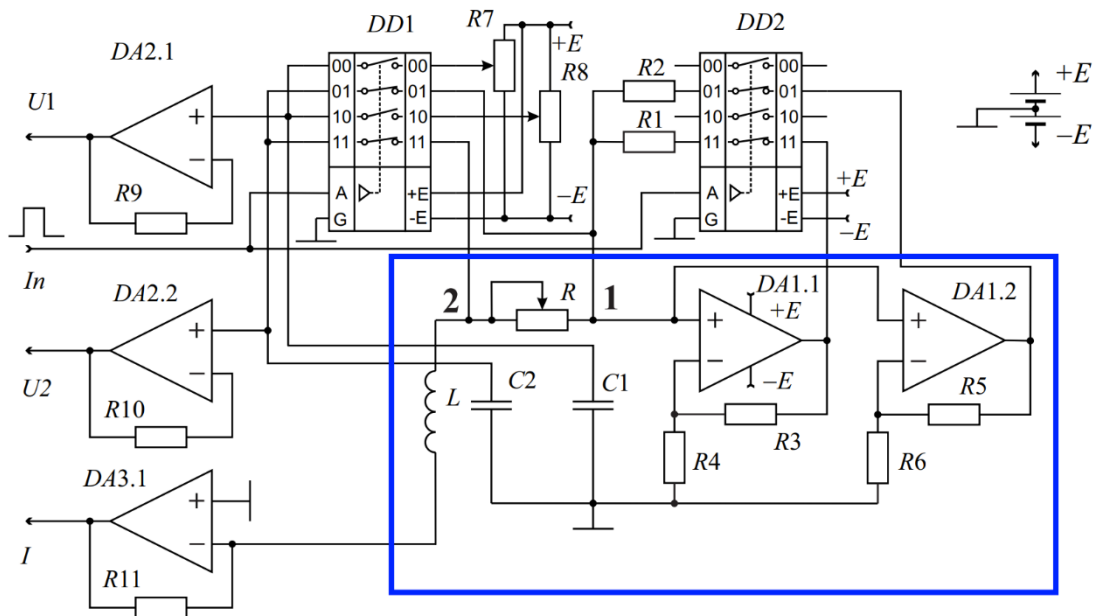 DA2.1
U1
R9
In
DA2.2
U2
R10
DA3.1
I
R11
DD1
00 00
01 01
10 10
11 11
A +E
G -E
R7
+E
R8
–E
DD2
R2
R1
00 00
01 01
10 10
11 11
A +E
G -E
+E
–E
+E
–E
2
R
1
L
C2
C1
DA1.1
+E
–E
R3
R4
DA1.2
R5
R6
+
−
+
−
+
−
+
−
+
−